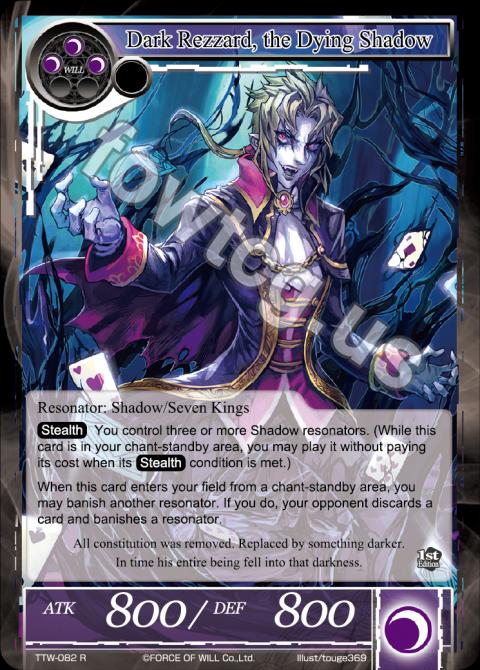 Dark Rezzard, the Dying Shadow
WILL
fowtcg.us
Resonator: Shadow/Seven Kings
Stealth You control three or more Shadow resonators. (While this
card is in your chant-standby area, you may play it without paying
its cost when its Stealth condition is met.)
When this card enters your field from a chant-standby area, you
may banish another resonator. If you do, your opponent discards a
card and banishes a resonator.
All constitution was removed. Replaced by something darker.
In time his entire being fell into that darkness.
1st
Edition
ATK 800 / DEF 800
TTW-082 R ©FORCE OF WILL Co.,Ltd. Illust/touge369